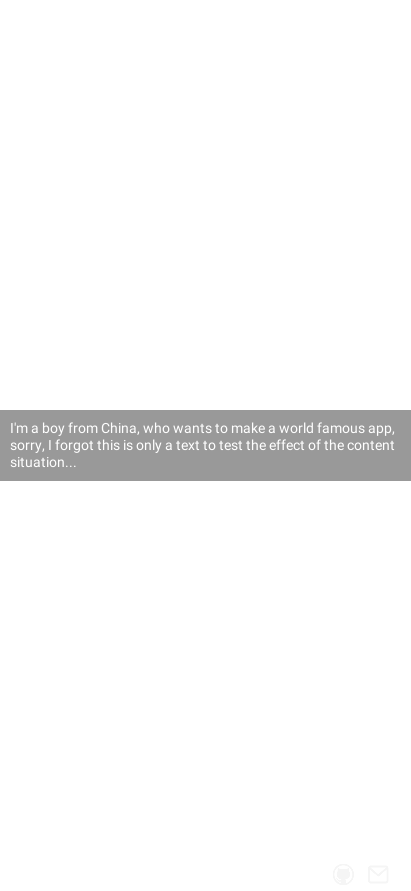 I'm a boy from China, who wants to make a world famous app,
sorry, I forgot this is only a text to test the effect of the content
situation...